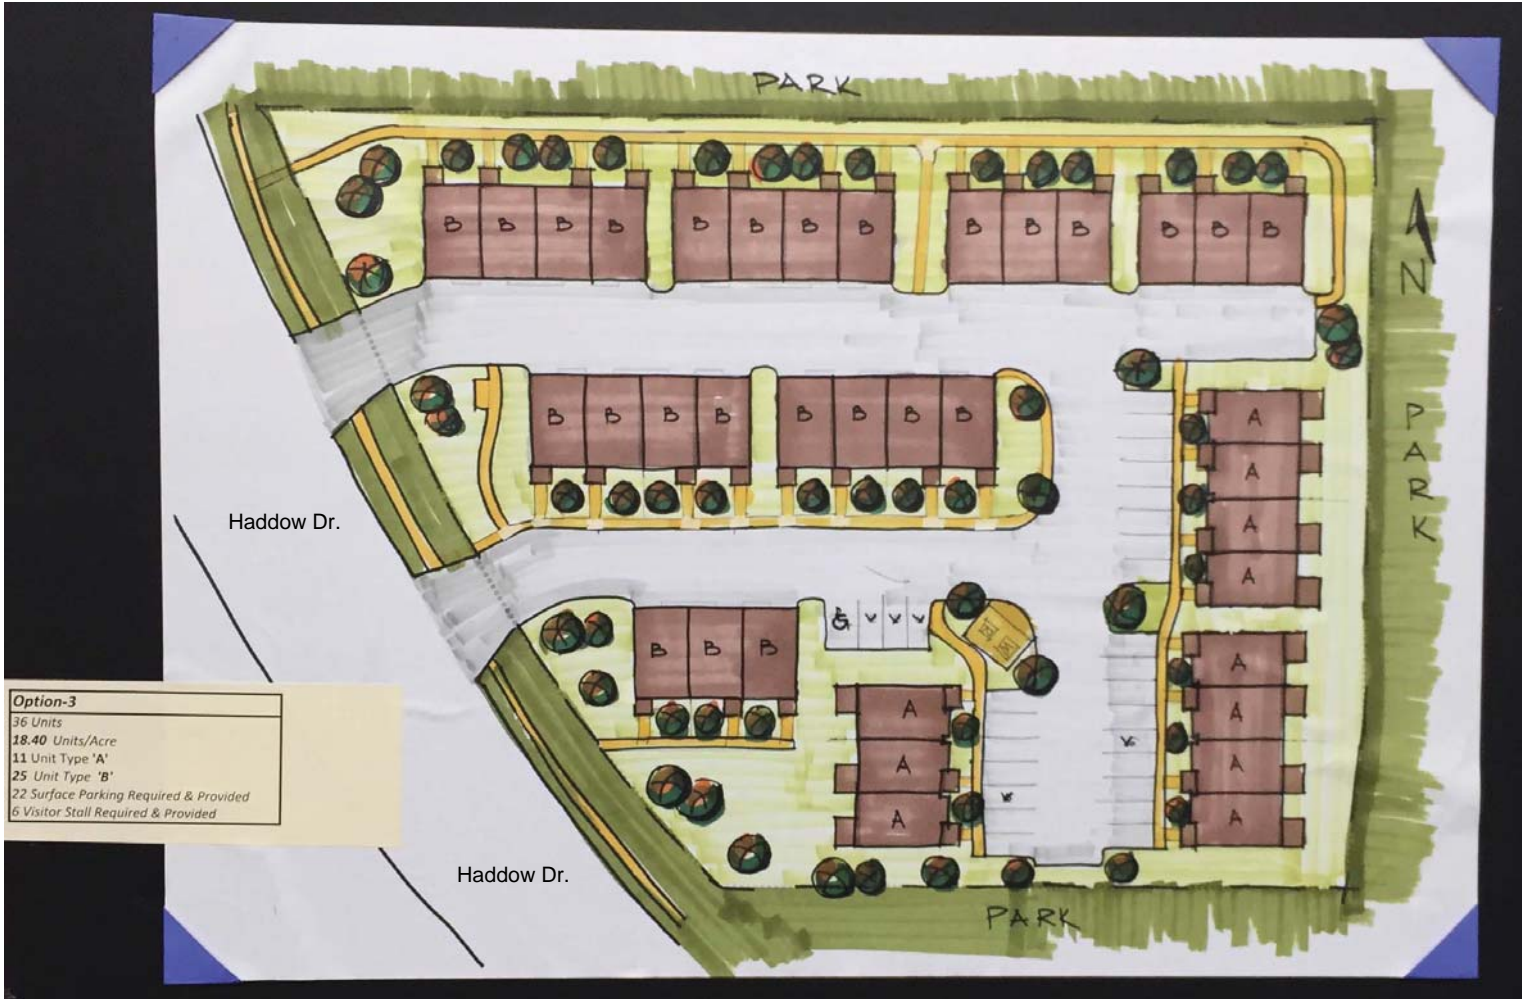 PARK
B B B B B B B B B B B B B B
N
PARK
B B B B B B B B
A
A
A
A
Haddow Dr.
V V V
B B B
A
A
A
V
V
A
A
A
A
Option-3
36 Units
18.40 Units/Acre
11 Unit Type 'A'
25 Unit Type 'B'
22 Surface Parking Required & Provided
6 Visitor Stall Required & Provided
Haddow Dr.
PARK